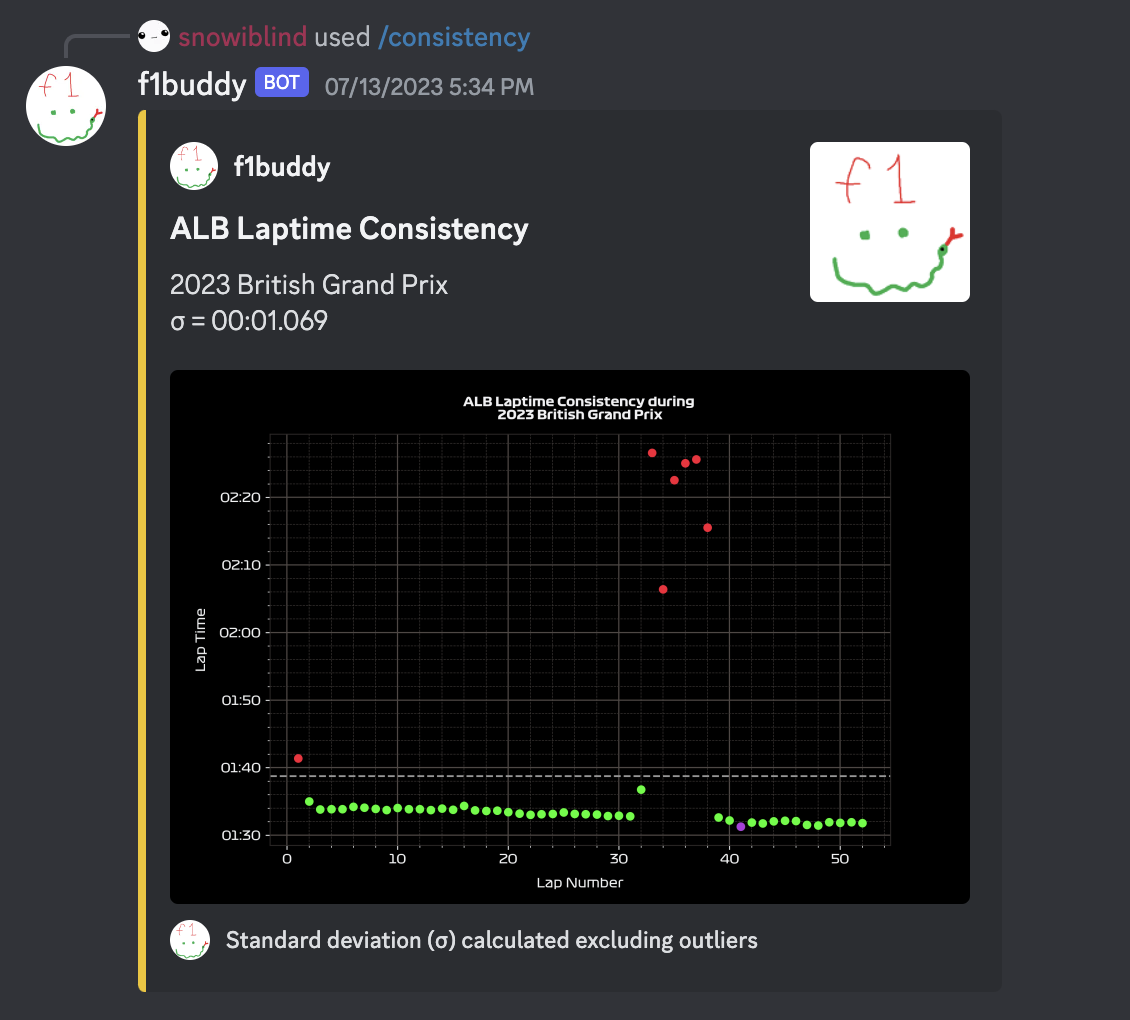 snowiblind used /consistency
f1buddy BOT 07/13/2023 5:34 PM
f1
f1
f1buddy
f1
ALB Laptime Consistency
2023 British Grand Prix
σ = 00:01.069
ALB Laptime Consistency during
2023 British Grand Prix
02:20
02:10
02:00
01:50
01:40
01:30
Lap Time
0 10 20 30 40 50
Lap Number
f1
Standard deviation (σ) calculated excluding outliers